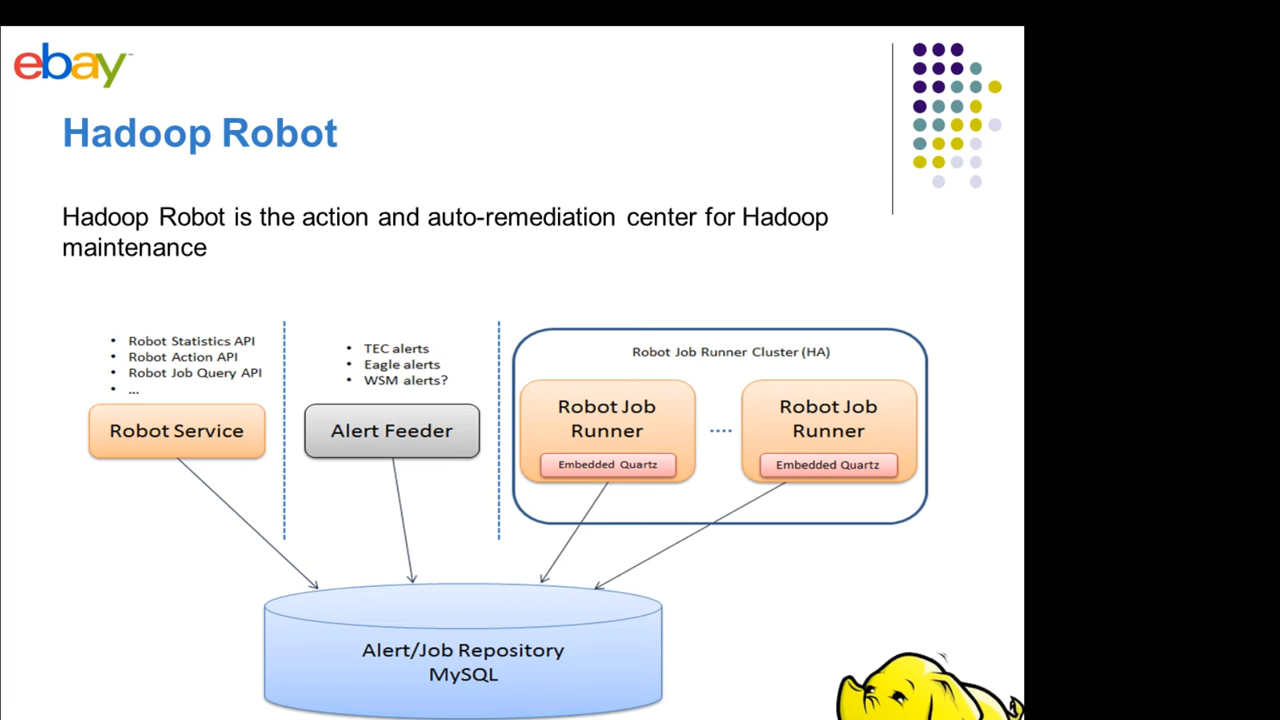 ebay
Hadoop Robot
Hadoop Robot is the action and auto-remediation center for Hadoop
maintenance
• Robot Statistics API
• Robot Action API
• Robot Job Query API
• ...
Robot Service
• TEC alerts
• Eagle alerts
• WSM alerts?
Alert Feeder
Robot Job Runner Cluster (HA)
Robot Job
Runner
Embedded Quartz
....
Robot Job
Runner
Embedded Quartz
Alert/Job Repository
MySQL